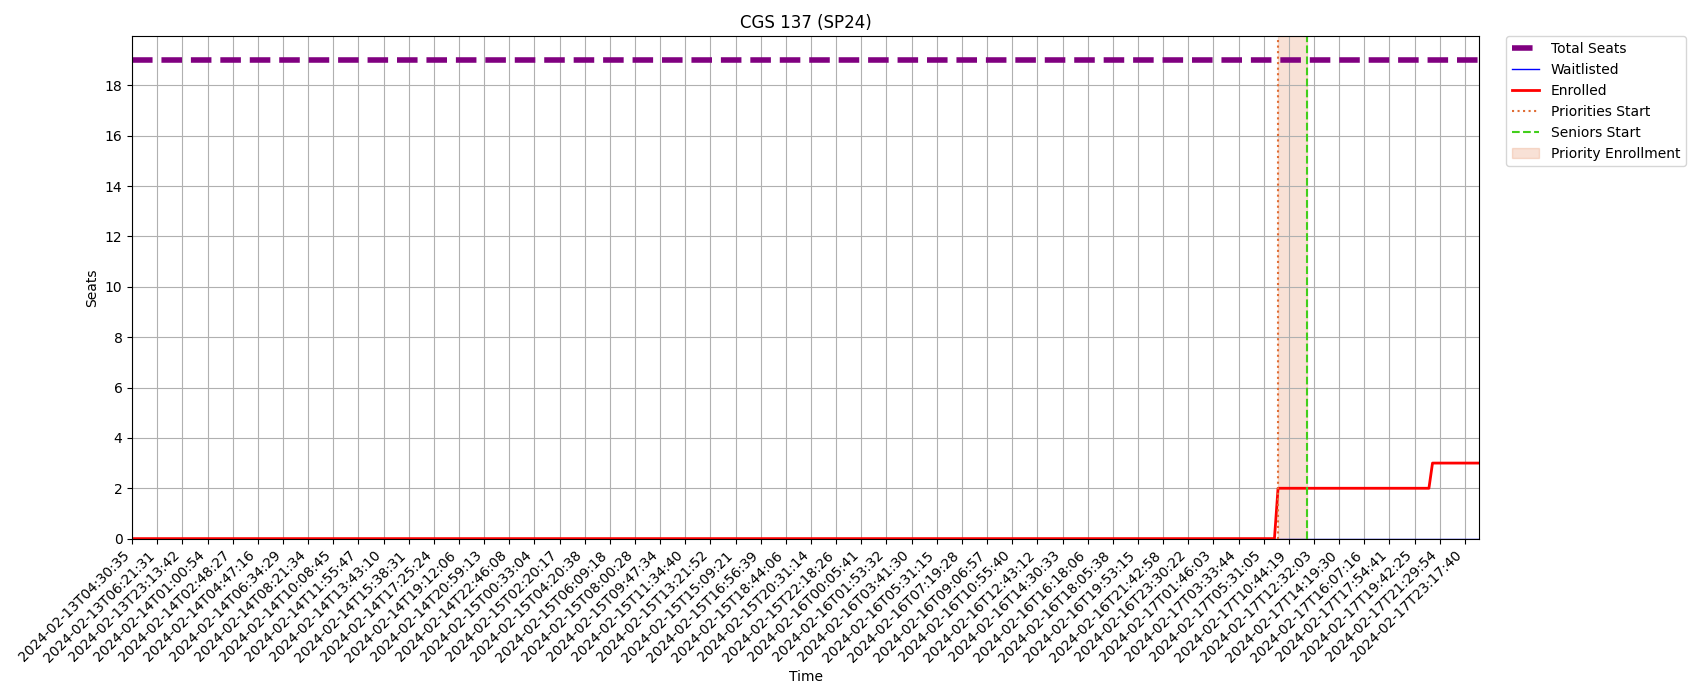 CGS 137 (SP24)
Total Seats
Waitlisted
Enrolled
Priorities Start
Seniors Start
Priority Enrollment
Seats
18
16
14
12
10
8
6
4
2
0
2024-02-13T04:30:35
2024-02-13T06:21:31
2024-02-13T23:13:42
2024-02-14T01:00:54
2024-02-14T02:48:27
2024-02-14T04:47:16
2024-02-14T06:34:29
2024-02-14T08:21:34
2024-02-14T10:08:45
2024-02-14T11:55:47
2024-02-14T13:43:10
2024-02-14T15:38:31
2024-02-14T17:25:24
2024-02-14T19:12:06
2024-02-14T20:59:13
2024-02-14T22:46:08
2024-02-15T00:33:04
2024-02-15T02:20:17
2024-02-15T04:20:38
2024-02-15T06:09:18
2024-02-15T08:00:28
2024-02-15T09:47:34
2024-02-15T11:34:40
2024-02-15T13:21:52
2024-02-15T15:09:21
2024-02-15T16:56:39
2024-02-15T18:44:06
2024-02-15T20:31:14
2024-02-15T22:18:26
2024-02-16T00:05:41
2024-02-16T01:53:32
2024-02-16T03:41:30
2024-02-16T05:31:15
2024-02-16T07:19:28
2024-02-16T09:06:57
2024-02-16T10:55:40
2024-02-16T12:43:12
2024-02-16T14:30:33
2024-02-16T16:18:06
2024-02-16T18:05:38
2024-02-16T19:53:15
2024-02-16T21:42:58
2024-02-16T23:30:22
2024-02-17T01:46:03
2024-02-17T03:33:44
2024-02-17T05:31:05
2024-02-17T10:44:19
2024-02-17T12:32:03
2024-02-17T14:19:30
2024-02-17T16:07:16
2024-02-17T17:54:41
2024-02-17T19:42:25
2024-02-17T21:29:54
2024-02-17T23:17:40
Time